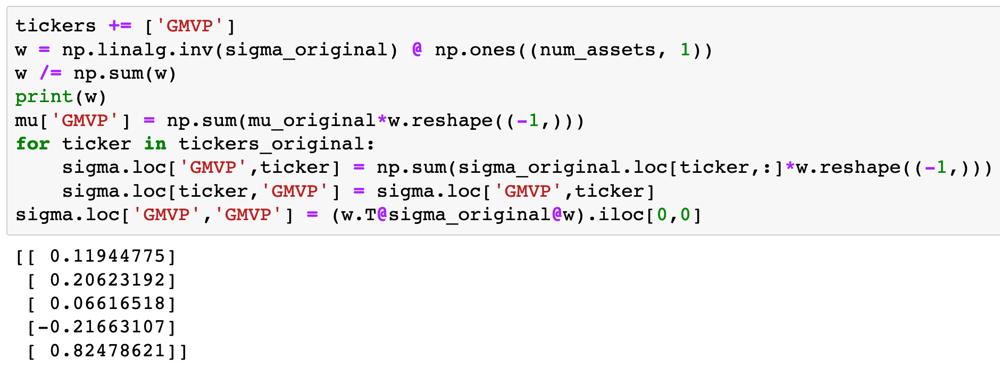 tickers += ['GMVP']
w = np.linalg.inv(sigma_original) @ np.ones((num_assets, 1))
w /= np.sum(w)
print(w)
mu['GMVP'] = np.sum(mu_original*w.reshape((-1,)))
for ticker in tickers_original:
    sigma.loc['GMVP',ticker] = np.sum(sigma_original.loc[ticker,:]*w.reshape((-1,)))
    sigma.loc[ticker,'GMVP'] = sigma.loc['GMVP',ticker]
sigma.loc['GMVP','GMVP'] = (w.T@sigma_original@w).iloc[0,0]
[[ 0.11944775]
 [ 0.20623192]
 [ 0.06616518]
 [-0.21663107]
 [ 0.82478621]]